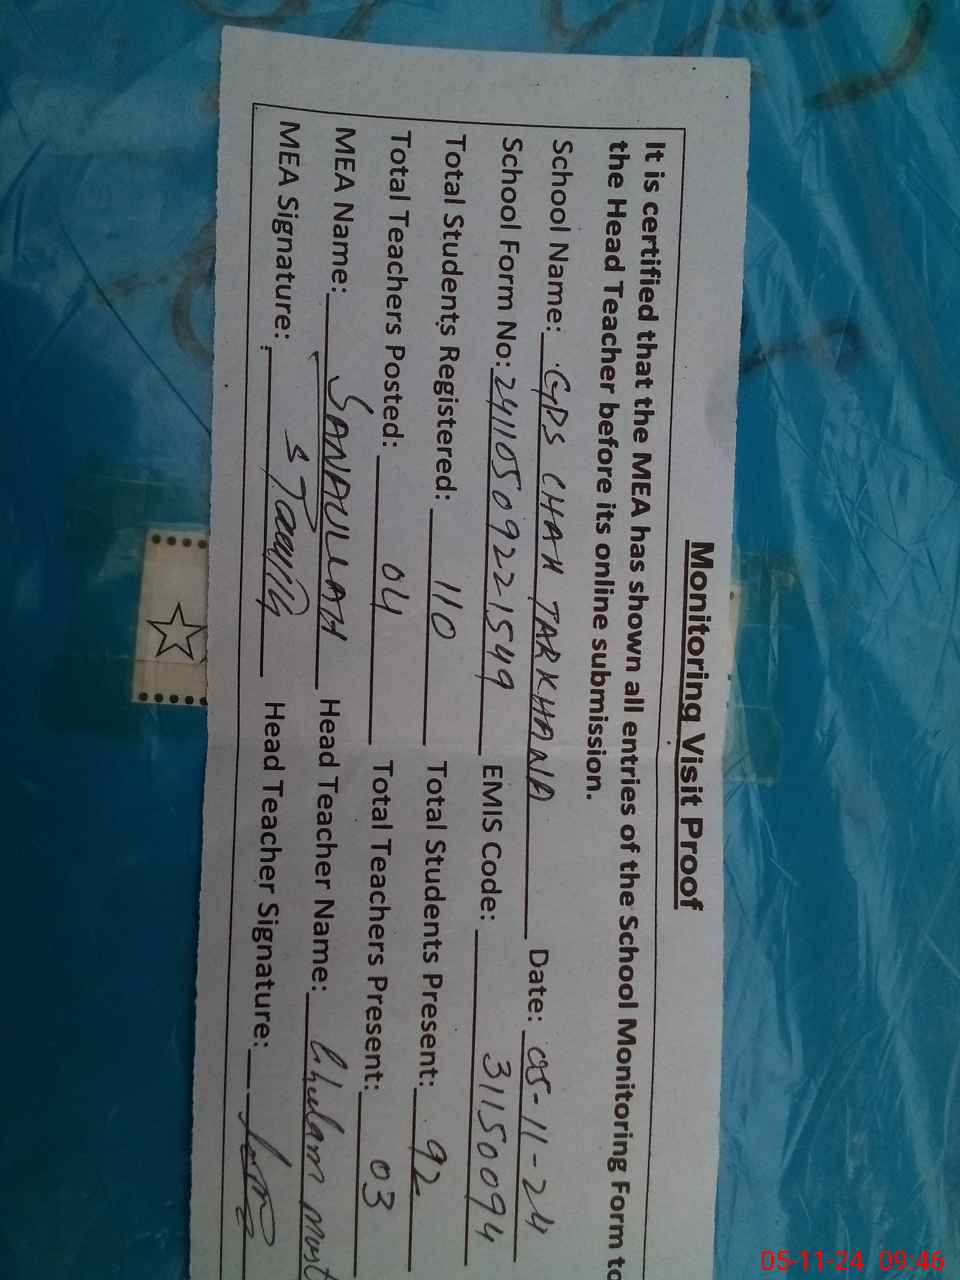 Monitoring Visit Proof
It is certified that the MEA has shown all entries of the School Monitoring Form to
the Head Teacher before its online submission.
School Name: GPS CHAH TARKHANA Date: 05-11-24
School Form No: 24110509221549 EMIS Code: 31150094
Total Students Registered: 110 Total Students Present: 92
Total Teachers Posted: 04 Total Teachers Present: 03
MEA Name: SANAULLAH Head Teacher Name: Ghulam Must
MEA Signature: Head Teacher Signature:
05-11-24 09:46